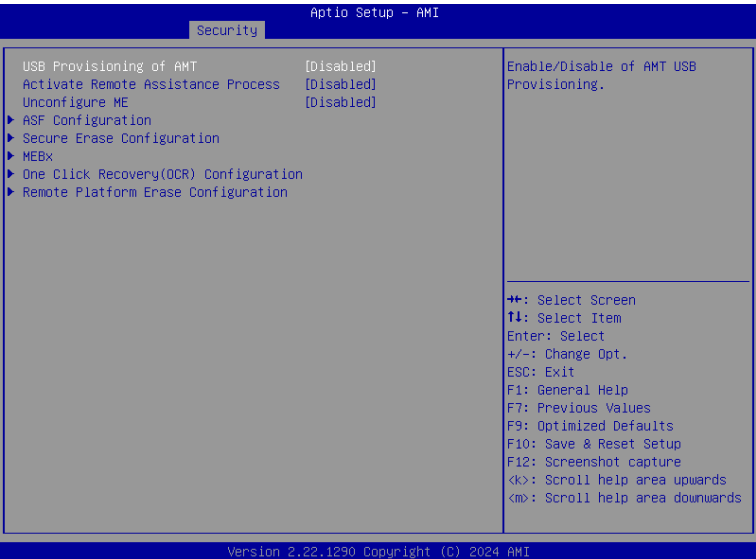 Aptio Setup – AMI
Security
USB Provisioning of AMT [Disabled]
Activate Remote Assistance Process [Disabled]
Unconfigure ME [Disabled]
ASF Configuration
Secure Erase Configuration
MEBx
One Click Recovery(OCR) Configuration
Remote Platform Erase Configuration
Enable/Disable of AMT USB
Provisioning.
→←: Select Screen
↑↓: Select Item
Enter: Select
+/-: Change Opt.
ESC: Exit
F1: General Help
F7: Previous Values
F9: Optimized Defaults
F10: Save & Reset Setup
F12: Screenshot capture
<k>: Scroll help area upwards
<m>: Scroll help area downwards
Version 2.22.1290 Copyright (C) 2024 AMI